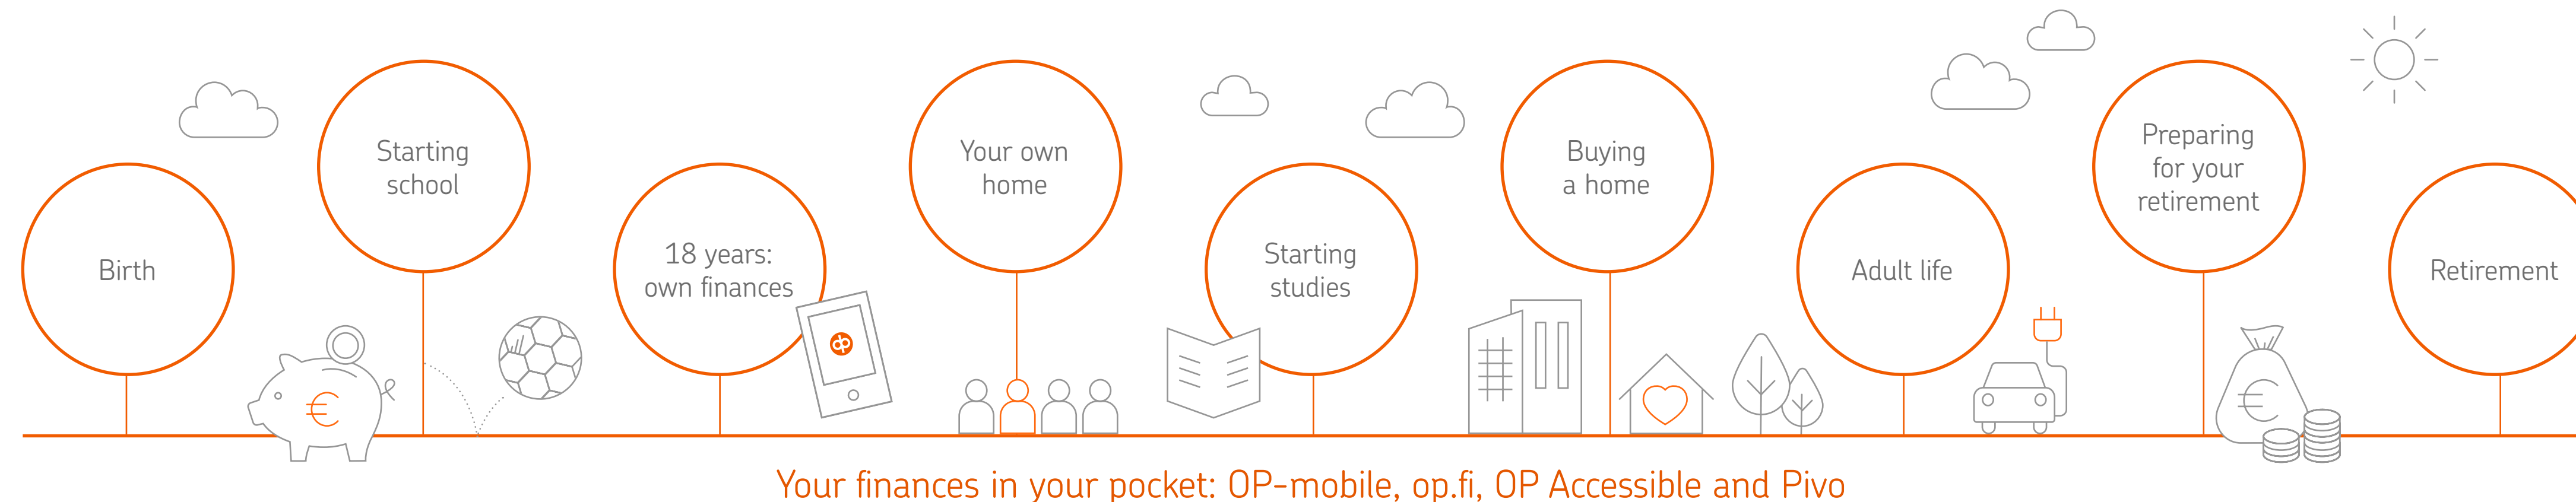 Birth
Starting
school
18 years:
own finances
Your own
home
Starting
studies
Buying
a home
Adult life
Preparing
for your
retirement
Retirement
€
op
€
Your finances in your pocket: OP-mobile, op.fi, OP Accessible and Pivo